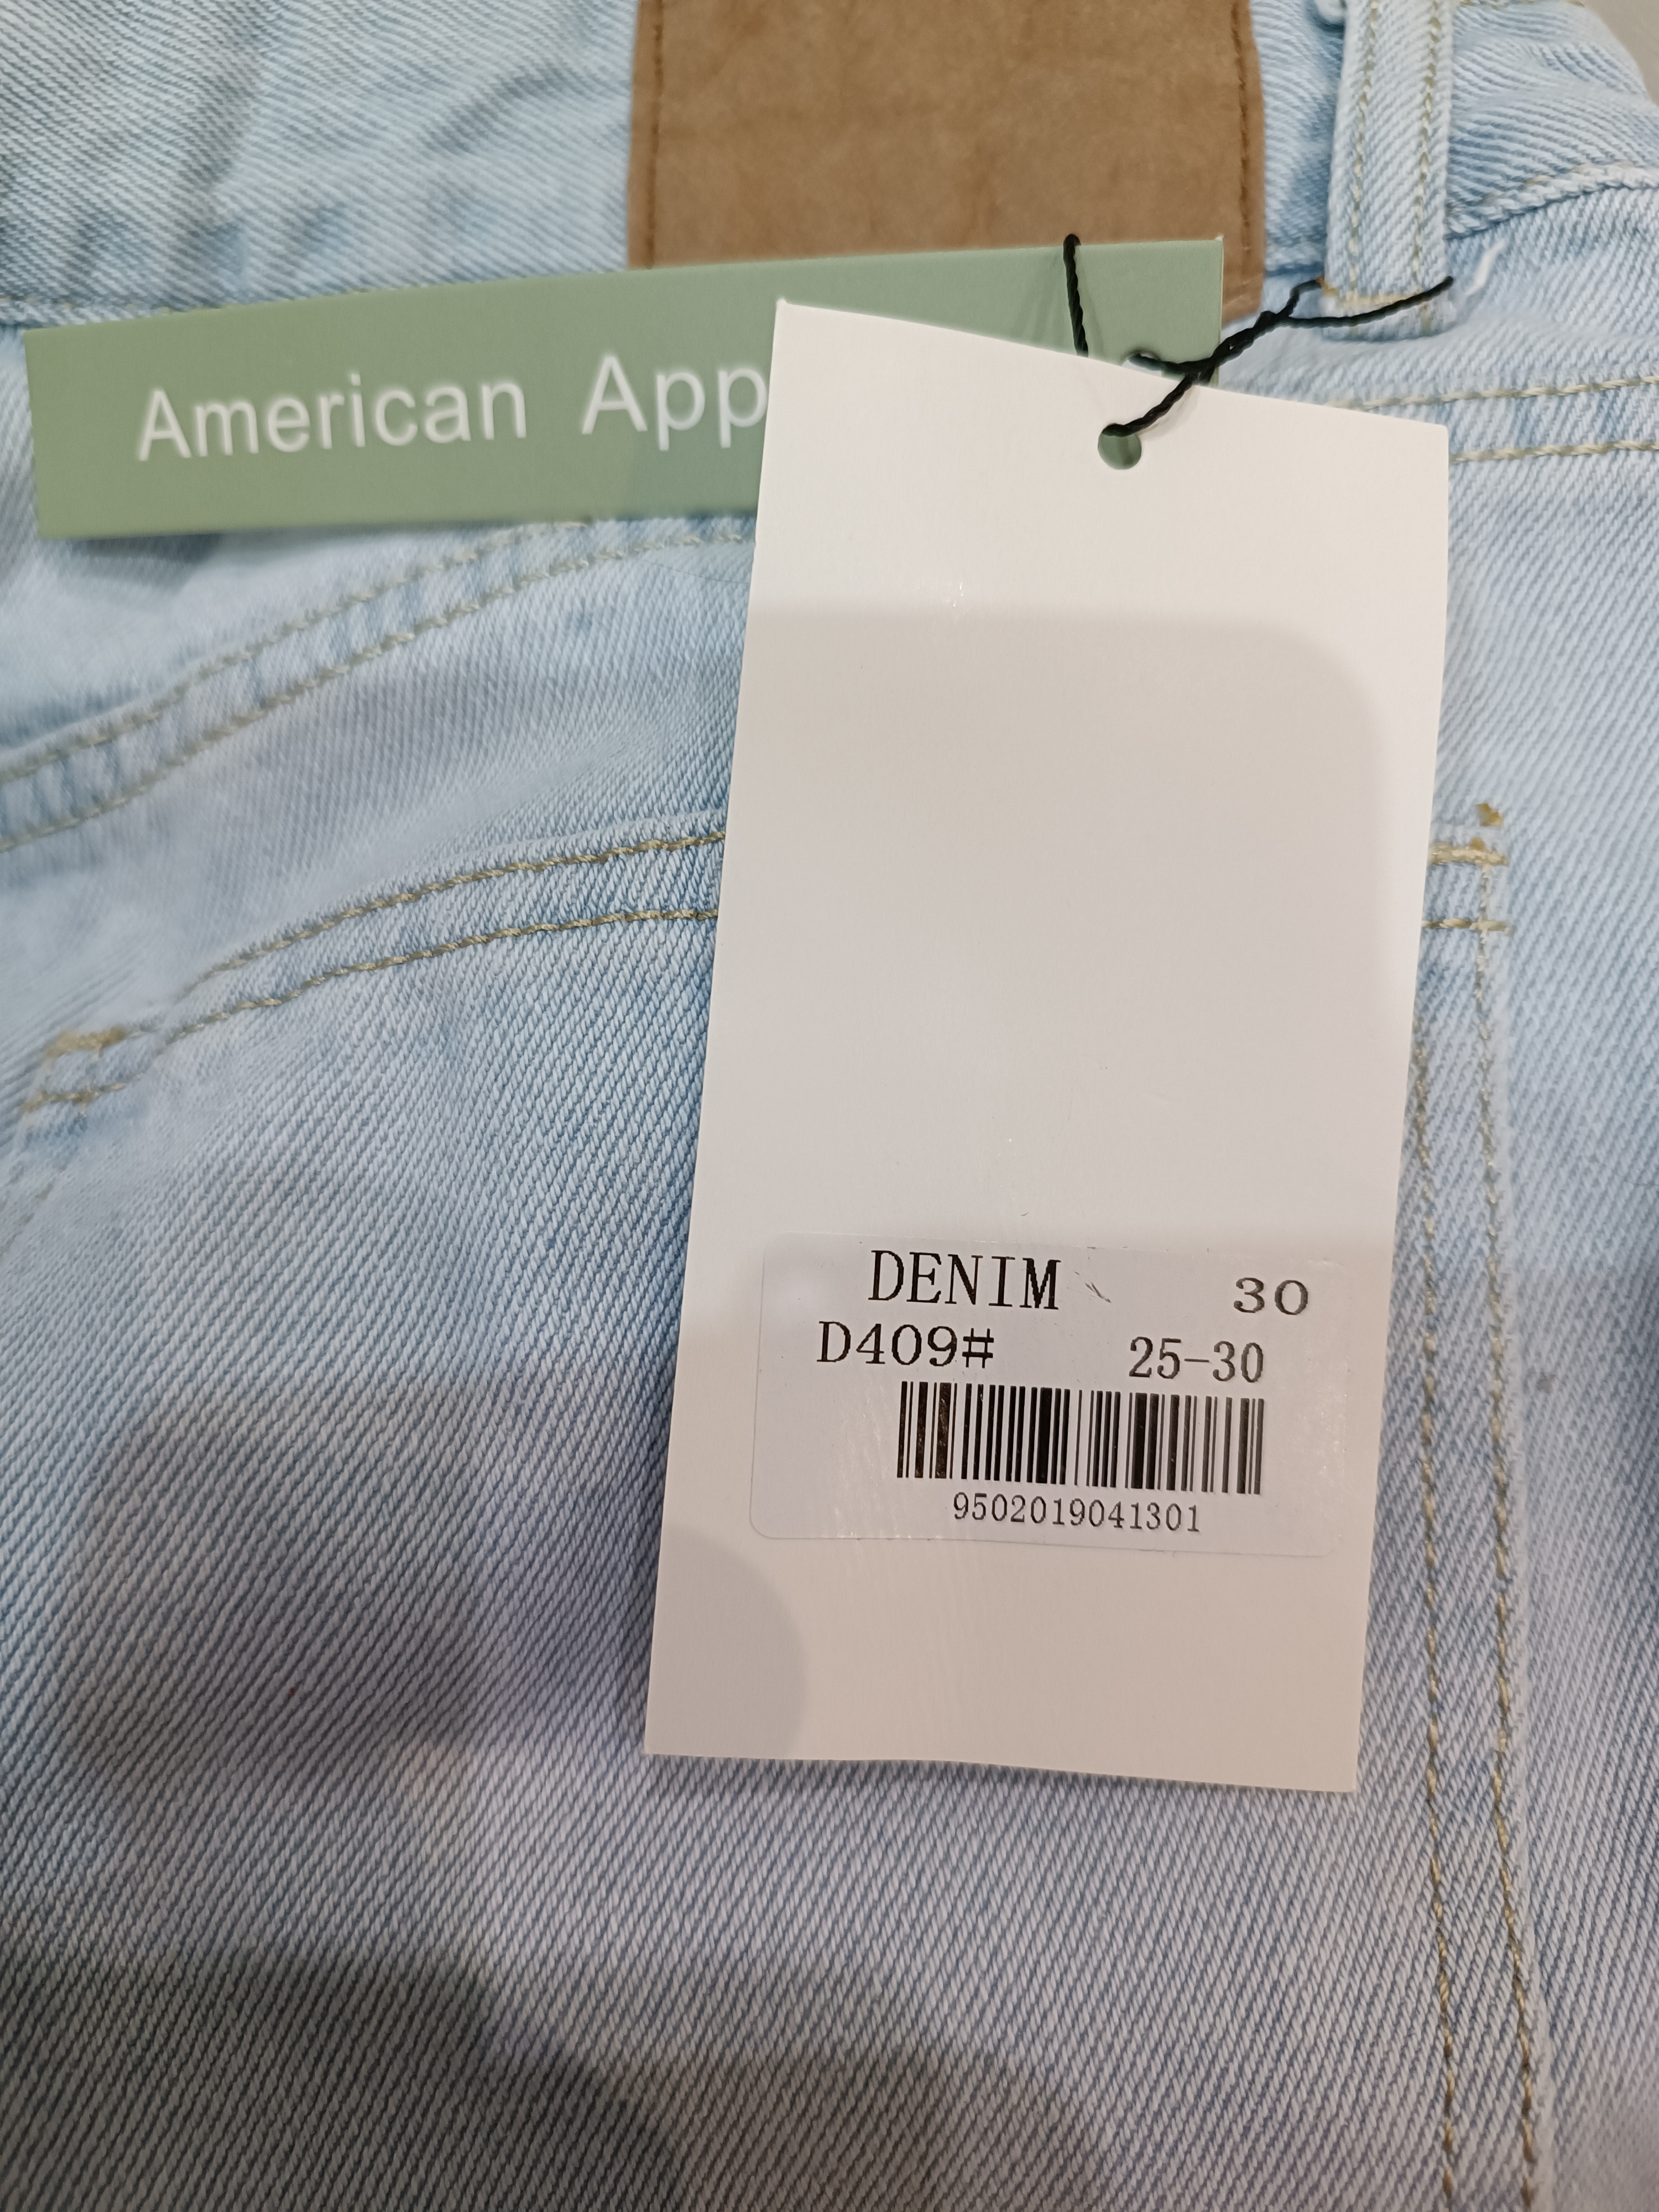 American App
DENIM 30
D409# 25-30
9502019041301